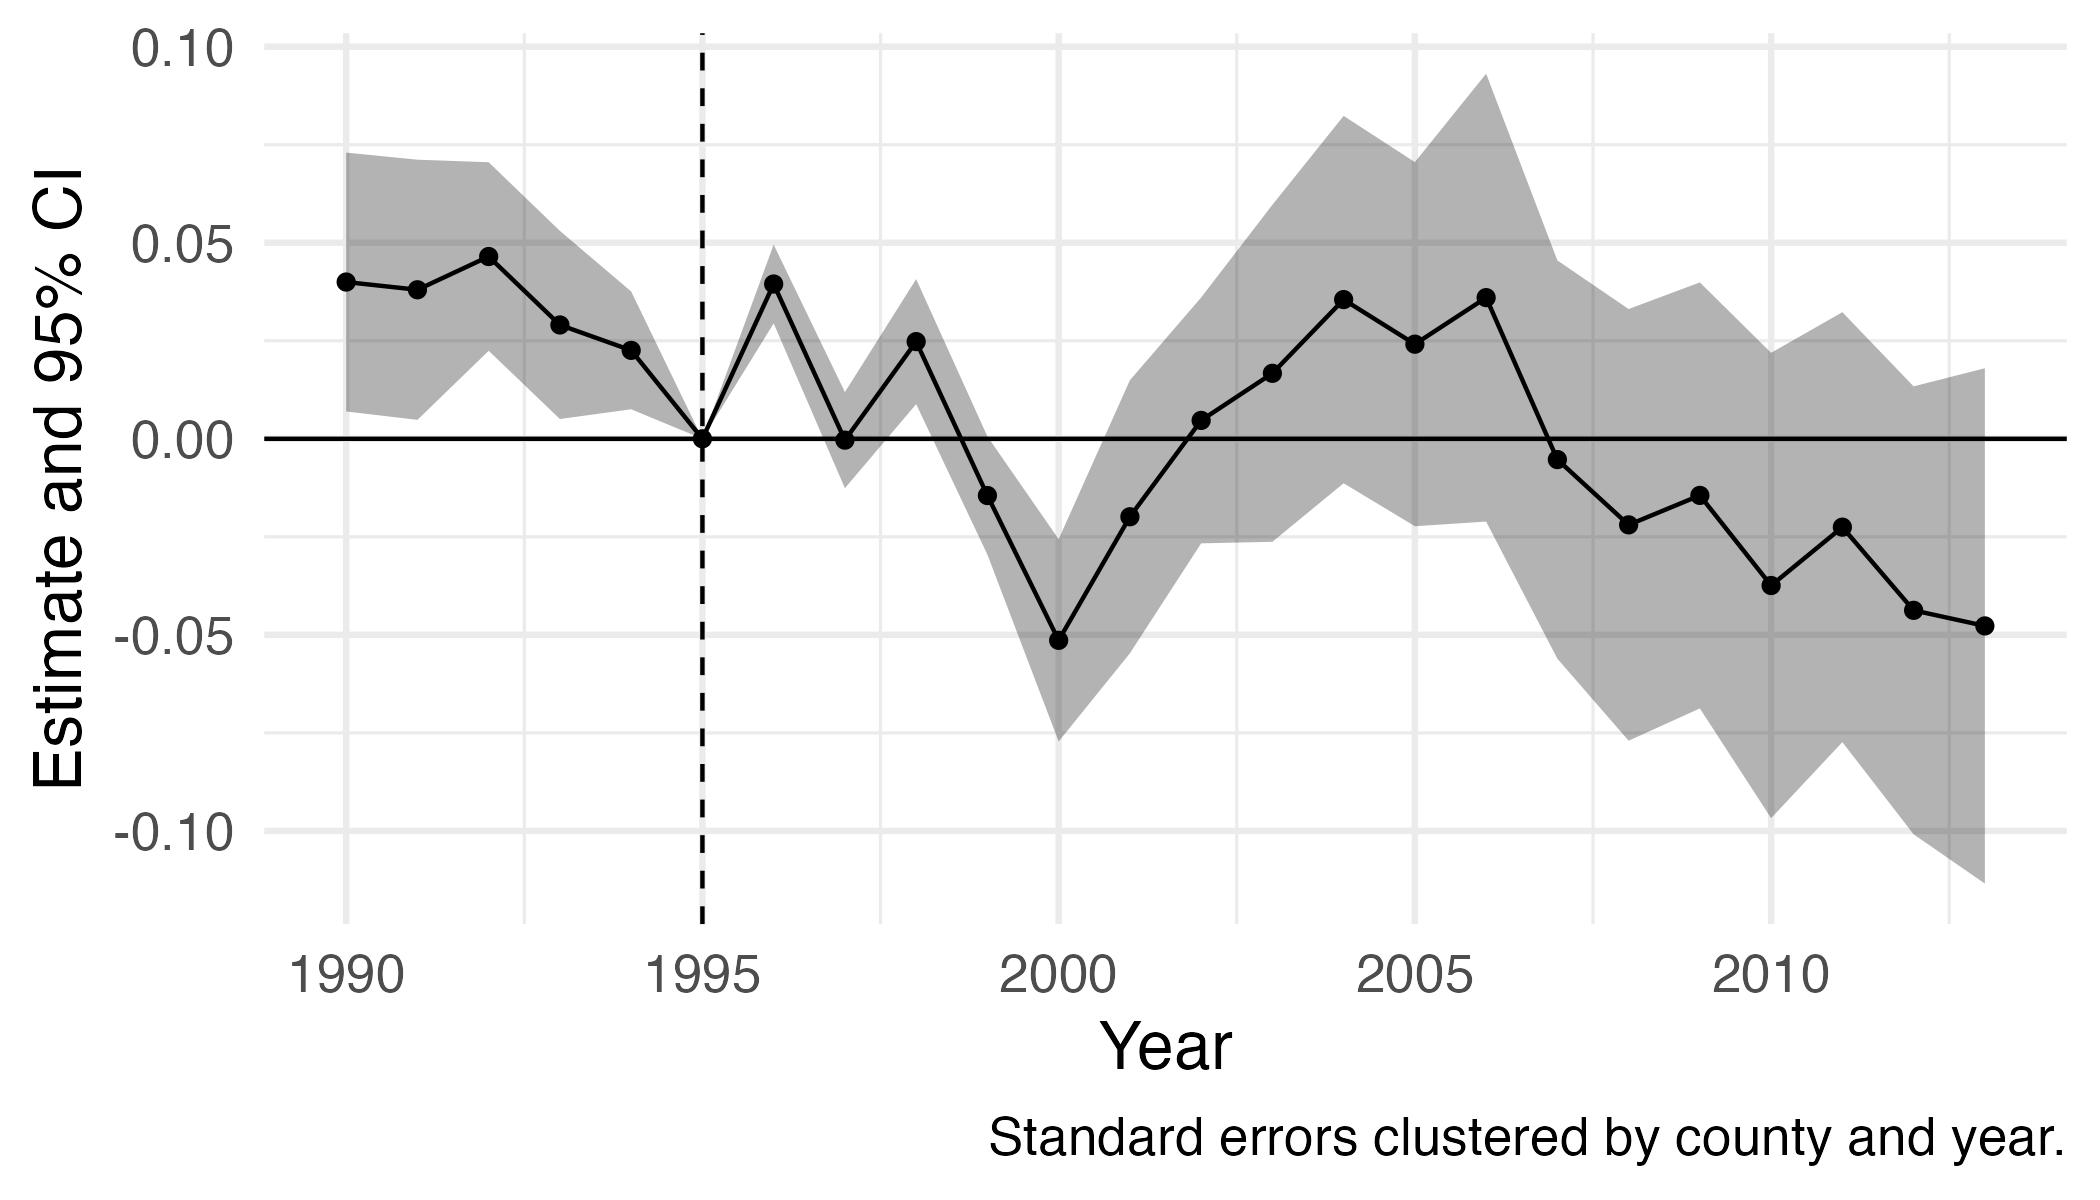 Estimate and 95% CI
0.10
0.05
0.00
-0.05
-0.10
1990 1995 2000 2005 2010
Year
Standard errors clustered by county and year.